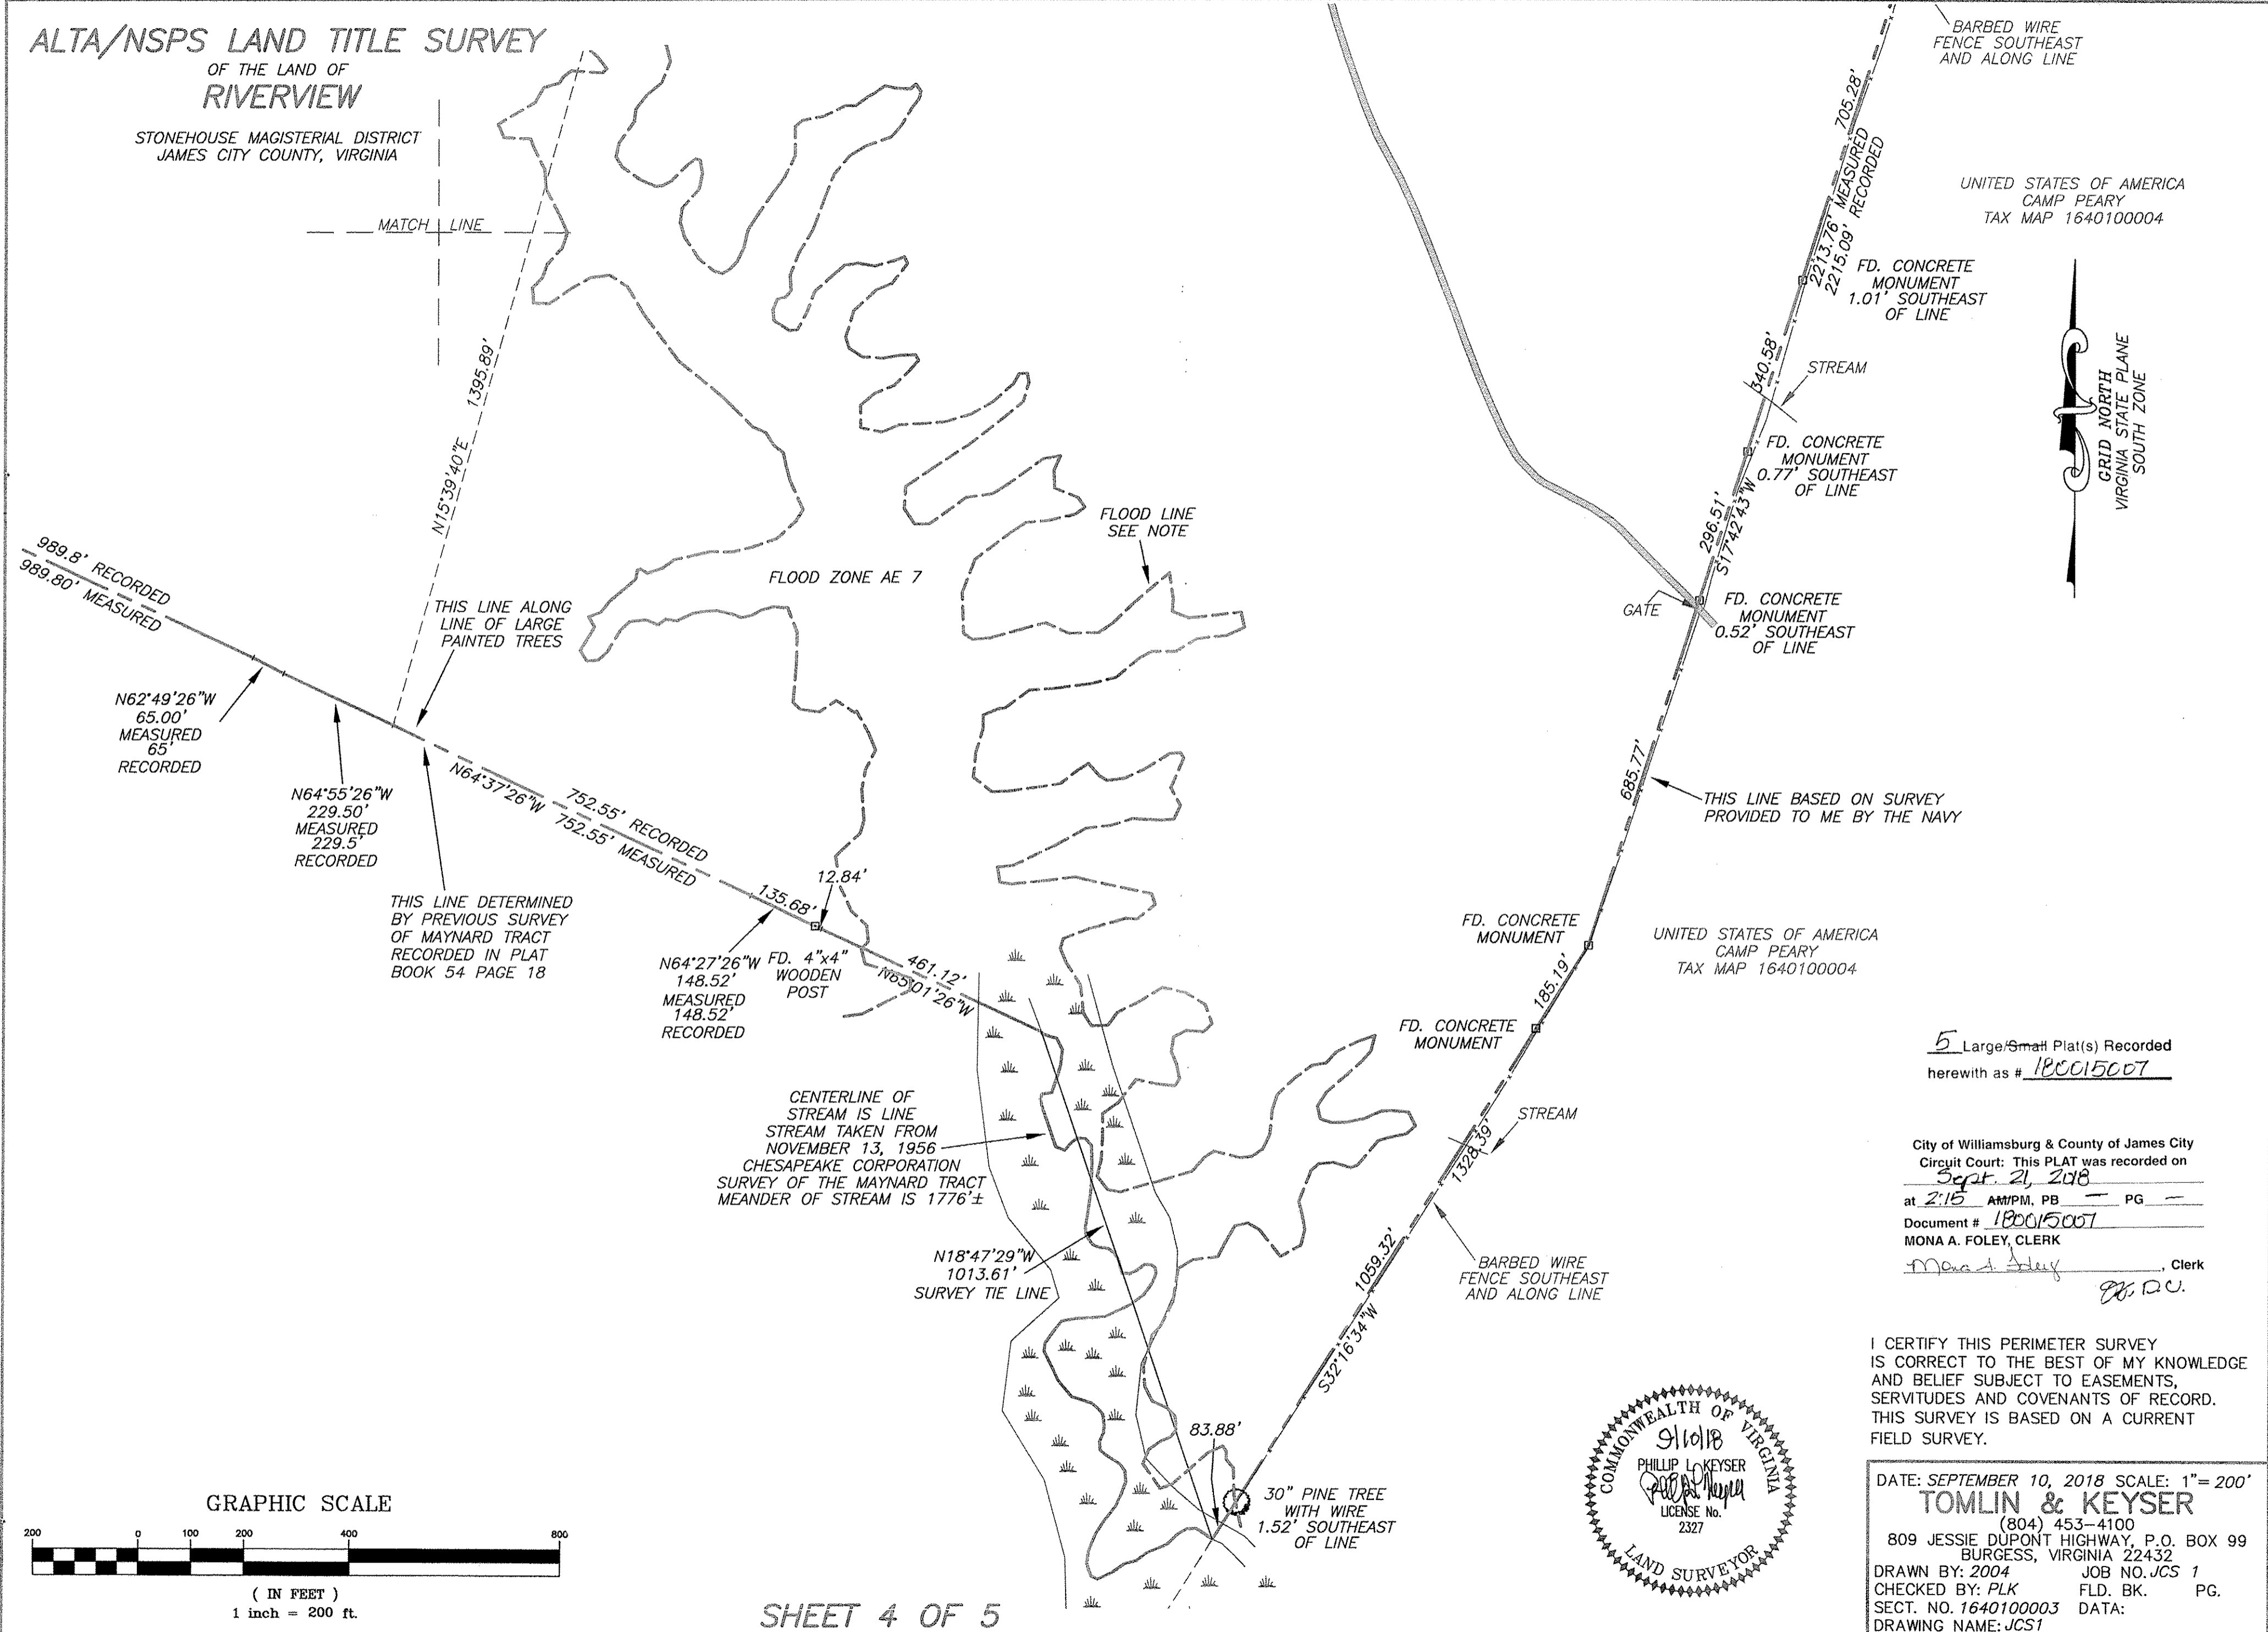 ALTA/NSPS LAND TITLE SURVEY
OF THE LAND OF
RIVERVIEW
STONEHOUSE MAGISTERIAL DISTRICT
JAMES CITY COUNTY, VIRGINIA
MATCH LINE
N15°39'40"E 1395.89'
989.8' RECORDED
989.80' MEASURED
THIS LINE ALONG
LINE OF LARGE
PAINTED TREES
N62°49'26"W
65.00'
MEASURED
65'
RECORDED
N64°55'26"W
229.50'
MEASURED
229.5'
RECORDED
752.55' RECORDED
N64°37'26"W 752.55' MEASURED
THIS LINE DETERMINED
BY PREVIOUS SURVEY
OF MAYNARD TRACT
RECORDED IN PLAT
BOOK 54 PAGE 18
135.68'
12.84'
N64°27'26"W
148.52'
MEASURED
148.52'
RECORDED
FD. 4"x4"
WOODEN
POST
461.12'
N65°01'26"W
FLOOD ZONE AE 7
FLOOD LINE
SEE NOTE
CENTERLINE OF
STREAM IS LINE
STREAM TAKEN FROM
NOVEMBER 13, 1956
CHESAPEAKE CORPORATION
SURVEY OF THE MAYNARD TRACT
MEANDER OF STREAM IS 1776'±
N18°47'29"W
1013.61'
SURVEY TIE LINE
83.88'
30" PINE TREE
WITH WIRE
1.52' SOUTHEAST
OF LINE
BARBED WIRE
FENCE SOUTHEAST
AND ALONG LINE
705.28'
2213.76' MEASURED
2215.09' RECORDED
UNITED STATES OF AMERICA
CAMP PEARY
TAX MAP 1640100004
FD. CONCRETE
MONUMENT
1.01' SOUTHEAST
OF LINE
340.58'
STREAM
FD. CONCRETE
MONUMENT
0.77' SOUTHEAST
OF LINE
296.51'
S17°42'43"W
GATE
FD. CONCRETE
MONUMENT
0.52' SOUTHEAST
OF LINE
GRID NORTH
VIRGINIA STATE PLANE
SOUTH ZONE
685.77'
THIS LINE BASED ON SURVEY
PROVIDED TO ME BY THE NAVY
FD. CONCRETE
MONUMENT
UNITED STATES OF AMERICA
CAMP PEARY
TAX MAP 1640100004
185.19'
FD. CONCRETE
MONUMENT
STREAM
1328.39'
1059.32'
S32°16'34"W
BARBED WIRE
FENCE SOUTHEAST
AND ALONG LINE
5 Large/Small Plat(s) Recorded
herewith as # 180015007
City of Williamsburg & County of James City
Circuit Court: This PLAT was recorded on
Sept. 21, 2018
at 2:15 AM/PM, PB — PG —
Document # 180015007
MONA A. FOLEY, CLERK
Mona A. Foley, Clerk
D.C.
I CERTIFY THIS PERIMETER SURVEY
IS CORRECT TO THE BEST OF MY KNOWLEDGE
AND BELIEF SUBJECT TO EASEMENTS,
SERVITUDES AND COVENANTS OF RECORD.
THIS SURVEY IS BASED ON A CURRENT
FIELD SURVEY.
COMMONWEALTH OF VIRGINIA
9/10/18
PHILLIP L. KEYSER
LICENSE No.
2327
LAND SURVEYOR
DATE: SEPTEMBER 10, 2018 SCALE: 1"= 200'
TOMLIN & KEYSER
(804) 453-4100
809 JESSIE DUPONT HIGHWAY, P.O. BOX 99
BURGESS, VIRGINIA 22432
DRAWN BY: 2004 JOB NO. JCS 1
CHECKED BY: PLK FLD. BK. PG.
SECT. NO. 1640100003 DATA:
DRAWING NAME: JCS1
GRAPHIC SCALE
200 0 100 200 400 800
( IN FEET )
1 inch = 200 ft.
SHEET 4 OF 5